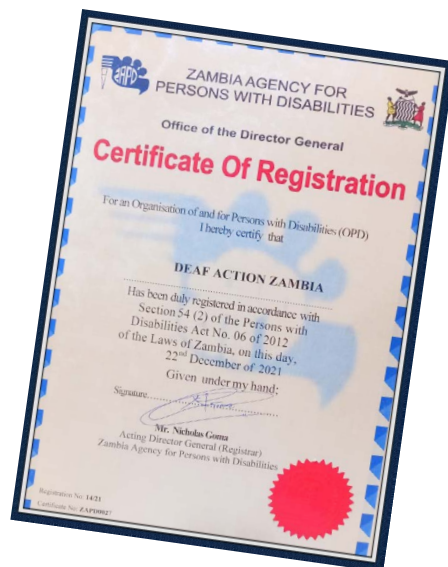 ZAPD
ZAMBIA AGENCY FOR
PERSONS WITH DISABILITIES
Office of the Director General
Certificate Of Registration
For an Organisation of and for Persons with Disabilities (OPD)
I hereby certify that
DEAF ACTION ZAMBIA
Has been duly registered in accordance with
Section 54 (2) of the Persons with
Disabilities Act No. 06 of 2012
of the Laws of Zambia, on this day,
22nd December of 2021
Given under my hand;
Signature
Mr. Nicholas Goma
Acting Director General (Registrar)
Zambia Agency for Persons with Disabilities
Registration No: 14/21
Certificate No: ZAPD0027